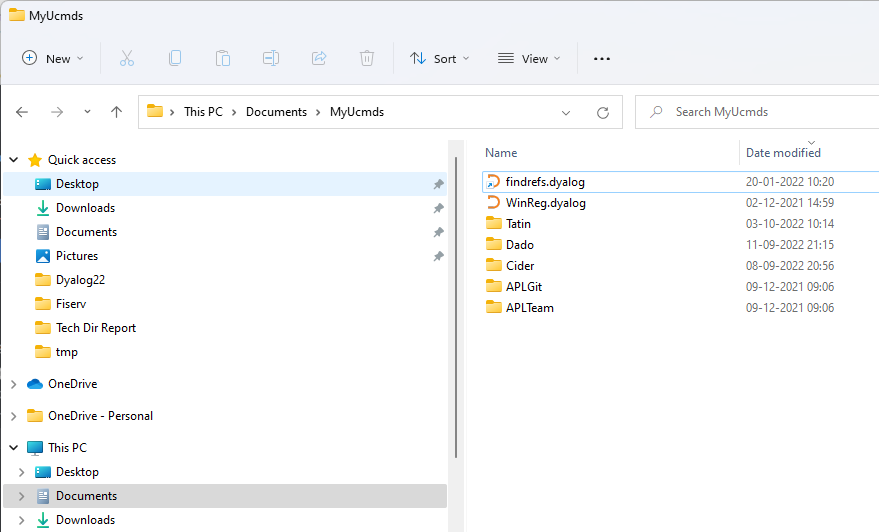 MyUcmds
New
Sort
View
This PC
Documents
MyUcmds
Search MyUcmds
Quick access
Desktop
Downloads
Documents
Pictures
Dyalog22
Fiserv
Tech Dir Report
tmp
OneDrive
OneDrive - Personal
This PC
Desktop
Documents
Downloads
Name Date modified
findrefs.dyalog 20-01-2022 10:20
WinReg.dyalog 02-12-2021 14:59
Tatin 03-10-2022 10:14
Dado 11-09-2022 21:15
Cider 08-09-2022 20:56
APLGit 09-12-2021 09:06
APLTeam 09-12-2021 09:06